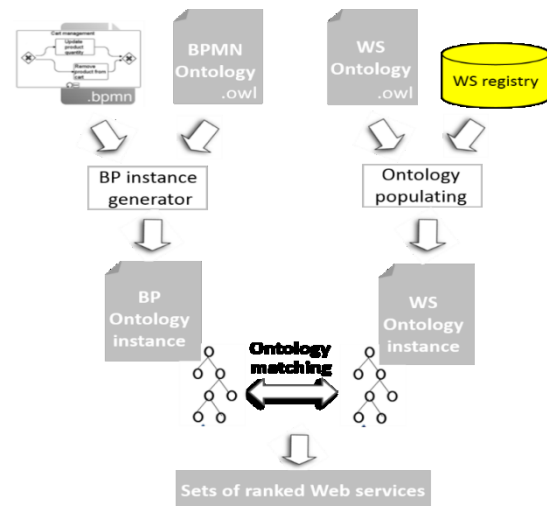 Cart management
Update
product
quantity
Remove
product from
cart
.bpmn
BPMN
Ontology
.owl
WS
Ontology
.owl
WS registry
BP instance
generator
Ontology
populating
BP
Ontology
instance
WS
Ontology
instance
Ontology
matching
Sets of ranked Web services